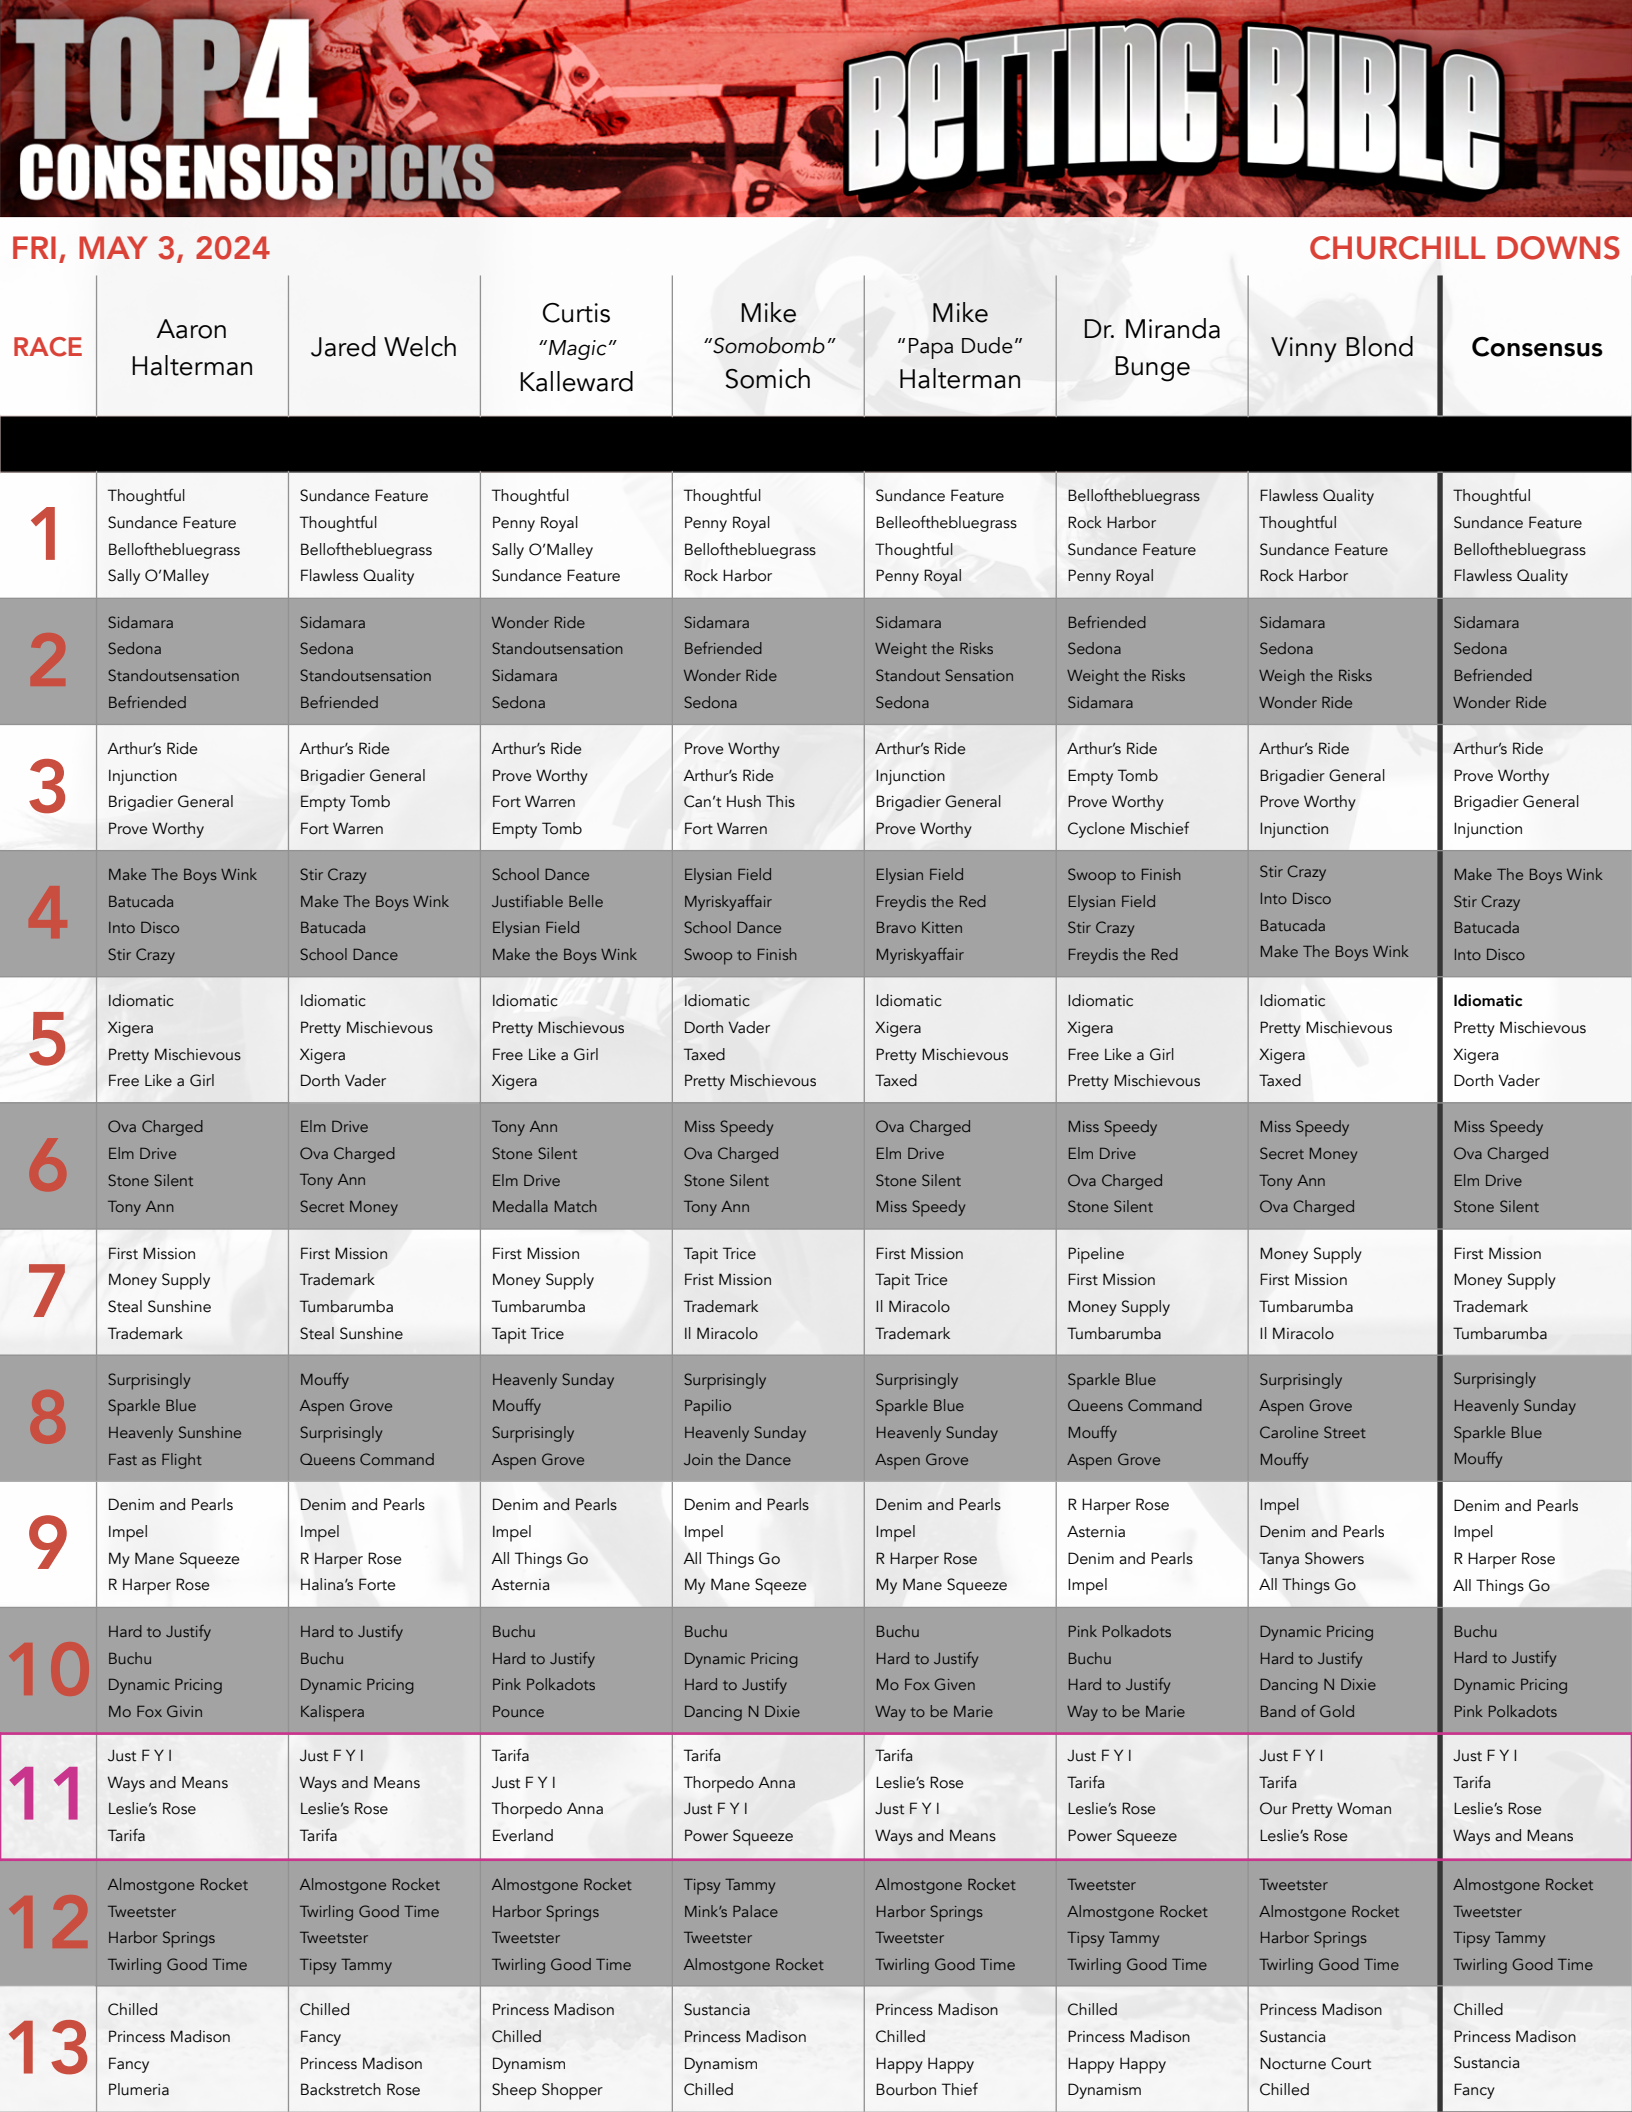 TOP4
CONSENSUSPICKS
BETTING BIBLE
FRI, MAY 3, 2024
CHURCHILL DOWNS
RACE
Aaron
Halterman
Jared Welch
Curtis
“Magic”
Kalleward
Mike
“Somobomb”
Somich
Mike
“Papa Dude”
Halterman
Dr. Miranda
Bunge
Vinny Blond
Consensus
1
Thoughtful
Sundance Feature
Bellofthebluegrass
Sally O’Malley
Sundance Feature
Thoughtful
Bellofthebluegrass
Flawless Quality
Thoughtful
Penny Royal
Sally O’Malley
Sundance Feature
Thoughtful
Penny Royal
Bellofthebluegrass
Rock Harbor
Sundance Feature
Belleofthebluegrass
Thoughtful
Penny Royal
Bellofthebluegrass
Rock Harbor
Sundance Feature
Penny Royal
Flawless Quality
Thoughtful
Sundance Feature
Rock Harbor
Thoughtful
Sundance Feature
Bellofthebluegrass
Flawless Quality
2
Sidamara
Sedona
Standoutsensation
Befriended
Sidamara
Sedona
Standoutsensation
Befriended
Wonder Ride
Standoutsensation
Sidamara
Sedona
Sidamara
Befriended
Wonder Ride
Sedona
Sidamara
Weight the Risks
Standout Sensation
Sedona
Befriended
Sedona
Weight the Risks
Sidamara
Sidamara
Sedona
Weigh the Risks
Wonder Ride
Sidamara
Sedona
Befriended
Wonder Ride
3
Arthur’s Ride
Injunction
Brigadier General
Prove Worthy
Arthur’s Ride
Brigadier General
Empty Tomb
Fort Warren
Arthur’s Ride
Prove Worthy
Fort Warren
Empty Tomb
Prove Worthy
Arthur’s Ride
Can’t Hush This
Fort Warren
Arthur’s Ride
Injunction
Brigadier General
Prove Worthy
Arthur’s Ride
Empty Tomb
Prove Worthy
Cyclone Mischief
Arthur’s Ride
Brigadier General
Prove Worthy
Injunction
Arthur’s Ride
Prove Worthy
Brigadier General
Injunction
4
Make The Boys Wink
Batucada
Into Disco
Stir Crazy
Stir Crazy
Make The Boys Wink
Batucada
School Dance
School Dance
Justifiable Belle
Elysian Field
Make the Boys Wink
Elysian Field
Myriskyaffair
School Dance
Swoop to Finish
Elysian Field
Freydis the Red
Bravo Kitten
Myriskyaffair
Swoop to Finish
Elysian Field
Stir Crazy
Freydis the Red
Stir Crazy
Into Disco
Batucada
Make The Boys Wink
Make The Boys Wink
Stir Crazy
Batucada
Into Disco
5
Idiomatic
Xigera
Pretty Mischievous
Free Like a Girl
Idiomatic
Pretty Mischievous
Xigera
Dorth Vader
Idiomatic
Pretty Mischievous
Free Like a Girl
Xigera
Idiomatic
Dorth Vader
Taxed
Pretty Mischievous
Idiomatic
Xigera
Pretty Mischievous
Taxed
Idiomatic
Xigera
Free Like a Girl
Pretty Mischievous
Idiomatic
Pretty Mischievous
Xigera
Taxed
Idiomatic
Pretty Mischievous
Xigera
Dorth Vader
6
Ova Charged
Elm Drive
Stone Silent
Tony Ann
Elm Drive
Ova Charged
Tony Ann
Secret Money
Tony Ann
Stone Silent
Elm Drive
Medalla Match
Miss Speedy
Ova Charged
Stone Silent
Tony Ann
Ova Charged
Elm Drive
Stone Silent
Miss Speedy
Miss Speedy
Elm Drive
Ova Charged
Stone Silent
Miss Speedy
Secret Money
Tony Ann
Ova Charged
Miss Speedy
Ova Charged
Elm Drive
Stone Silent
7
First Mission
Money Supply
Steal Sunshine
Trademark
First Mission
Trademark
Tumbarumba
Steal Sunshine
First Mission
Money Supply
Tumbarumba
Tapit Trice
Tapit Trice
Frist Mission
Trademark
Il Miracolo
First Mission
Tapit Trice
Il Miracolo
Trademark
Pipeline
First Mission
Money Supply
Tumbarumba
Money Supply
First Mission
Tumbarumba
Il Miracolo
First Mission
Money Supply
Trademark
Tumbarumba
8
Surprisingly
Sparkle Blue
Heavenly Sunshine
Fast as Flight
Mouffy
Aspen Grove
Surprisingly
Queens Command
Heavenly Sunday
Mouffy
Surprisingly
Aspen Grove
Surprisingly
Papilio
Heavenly Sunday
Join the Dance
Surprisingly
Sparkle Blue
Heavenly Sunday
Aspen Grove
Sparkle Blue
Queens Command
Mouffy
Aspen Grove
Surprisingly
Aspen Grove
Caroline Street
Mouffy
Surprisingly
Heavenly Sunday
Sparkle Blue
Mouffy
9
Denim and Pearls
Impel
My Mane Squeeze
R Harper Rose
Denim and Pearls
Impel
R Harper Rose
Halina’s Forte
Denim and Pearls
Impel
All Things Go
Asternia
Denim and Pearls
Impel
All Things Go
My Mane Sqeeze
Denim and Pearls
Impel
R Harper Rose
My Mane Squeeze
R Harper Rose
Asternia
Denim and Pearls
Impel
Impel
Denim and Pearls
Tanya Showers
All Things Go
Denim and Pearls
Impel
R Harper Rose
All Things Go
10
Hard to Justify
Buchu
Dynamic Pricing
Mo Fox Givin
Hard to Justify
Buchu
Dynamic Pricing
Kalispera
Buchu
Hard to Justify
Pink Polkadots
Pounce
Buchu
Dynamic Pricing
Hard to Justify
Dancing N Dixie
Buchu
Hard to Justify
Mo Fox Given
Way to be Marie
Pink Polkadots
Buchu
Hard to Justify
Way to be Marie
Dynamic Pricing
Hard to Justify
Dancing N Dixie
Band of Gold
Buchu
Hard to Justify
Dynamic Pricing
Pink Polkadots
11
Just F Y I
Ways and Means
Leslie’s Rose
Tarifa
Just F Y I
Ways and Means
Leslie’s Rose
Tarifa
Tarifa
Just F Y I
Thorpedo Anna
Everland
Tarifa
Thorpedo Anna
Just F Y I
Power Squeeze
Tarifa
Leslie’s Rose
Just F Y I
Ways and Means
Just F Y I
Tarifa
Leslie’s Rose
Power Squeeze
Just F Y I
Tarifa
Our Pretty Woman
Leslie’s Rose
Just F Y I
Tarifa
Leslie’s Rose
Ways and Means
12
Almostgone Rocket
Tweetster
Harbor Springs
Twirling Good Time
Almostgone Rocket
Twirling Good Time
Tweetster
Tipsy Tammy
Almostgone Rocket
Harbor Springs
Tweetster
Twirling Good Time
Tipsy Tammy
Mink’s Palace
Tweetster
Almostgone Rocket
Almostgone Rocket
Harbor Springs
Tweetster
Twirling Good Time
Tweetster
Almostgone Rocket
Tipsy Tammy
Twirling Good Time
Tweetster
Almostgone Rocket
Harbor Springs
Twirling Good Time
Almostgone Rocket
Tweetster
Tipsy Tammy
Twirling Good Time
13
Chilled
Princess Madison
Fancy
Plumeria
Chilled
Fancy
Princess Madison
Backstretch Rose
Princess Madison
Chilled
Dynamism
Sheep Shopper
Sustancia
Princess Madison
Dynamism
Chilled
Princess Madison
Chilled
Happy Happy
Bourbon Thief
Chilled
Princess Madison
Happy Happy
Dynamism
Princess Madison
Sustancia
Nocturne Court
Chilled
Chilled
Princess Madison
Sustancia
Fancy